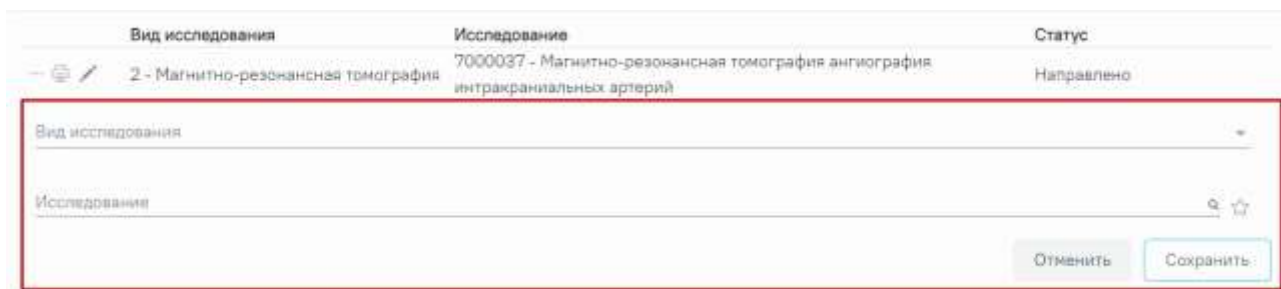 Вид исследования Исследование Статус
2 - Магнитно-резонансная томография 7000037 - Магнитно-резонансная томография ангиография интракраниальных артерий Направлено
Вид исследования
Исследование
Отменить Сохранить